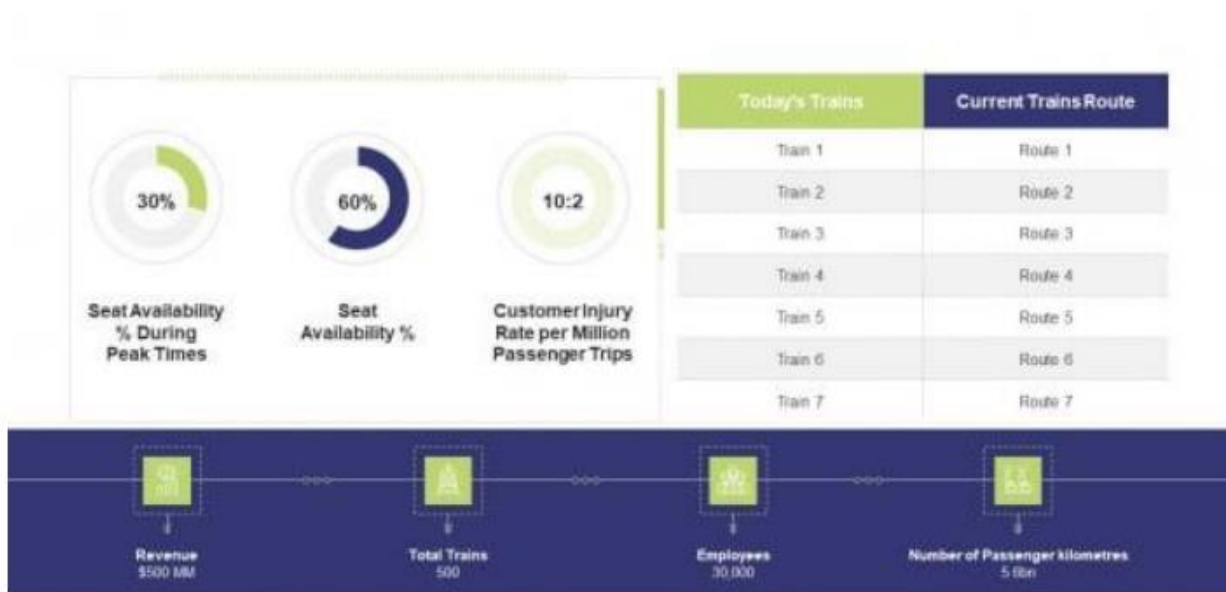 30%
60%
10:2
Seat Availability
% During
Peak Times
Seat
Availability %
Customer Injury
Rate per Million
Passenger Trips
Today's Trains Current Trains Route
Train 1 Route 1
Train 2 Route 2
Train 3 Route 3
Train 4 Route 4
Train 5 Route 5
Train 6 Route 6
Train 7 Route 7
Revenue
$500 MM
Total Trains
500
Employees
30,000
Number of Passenger kilometres